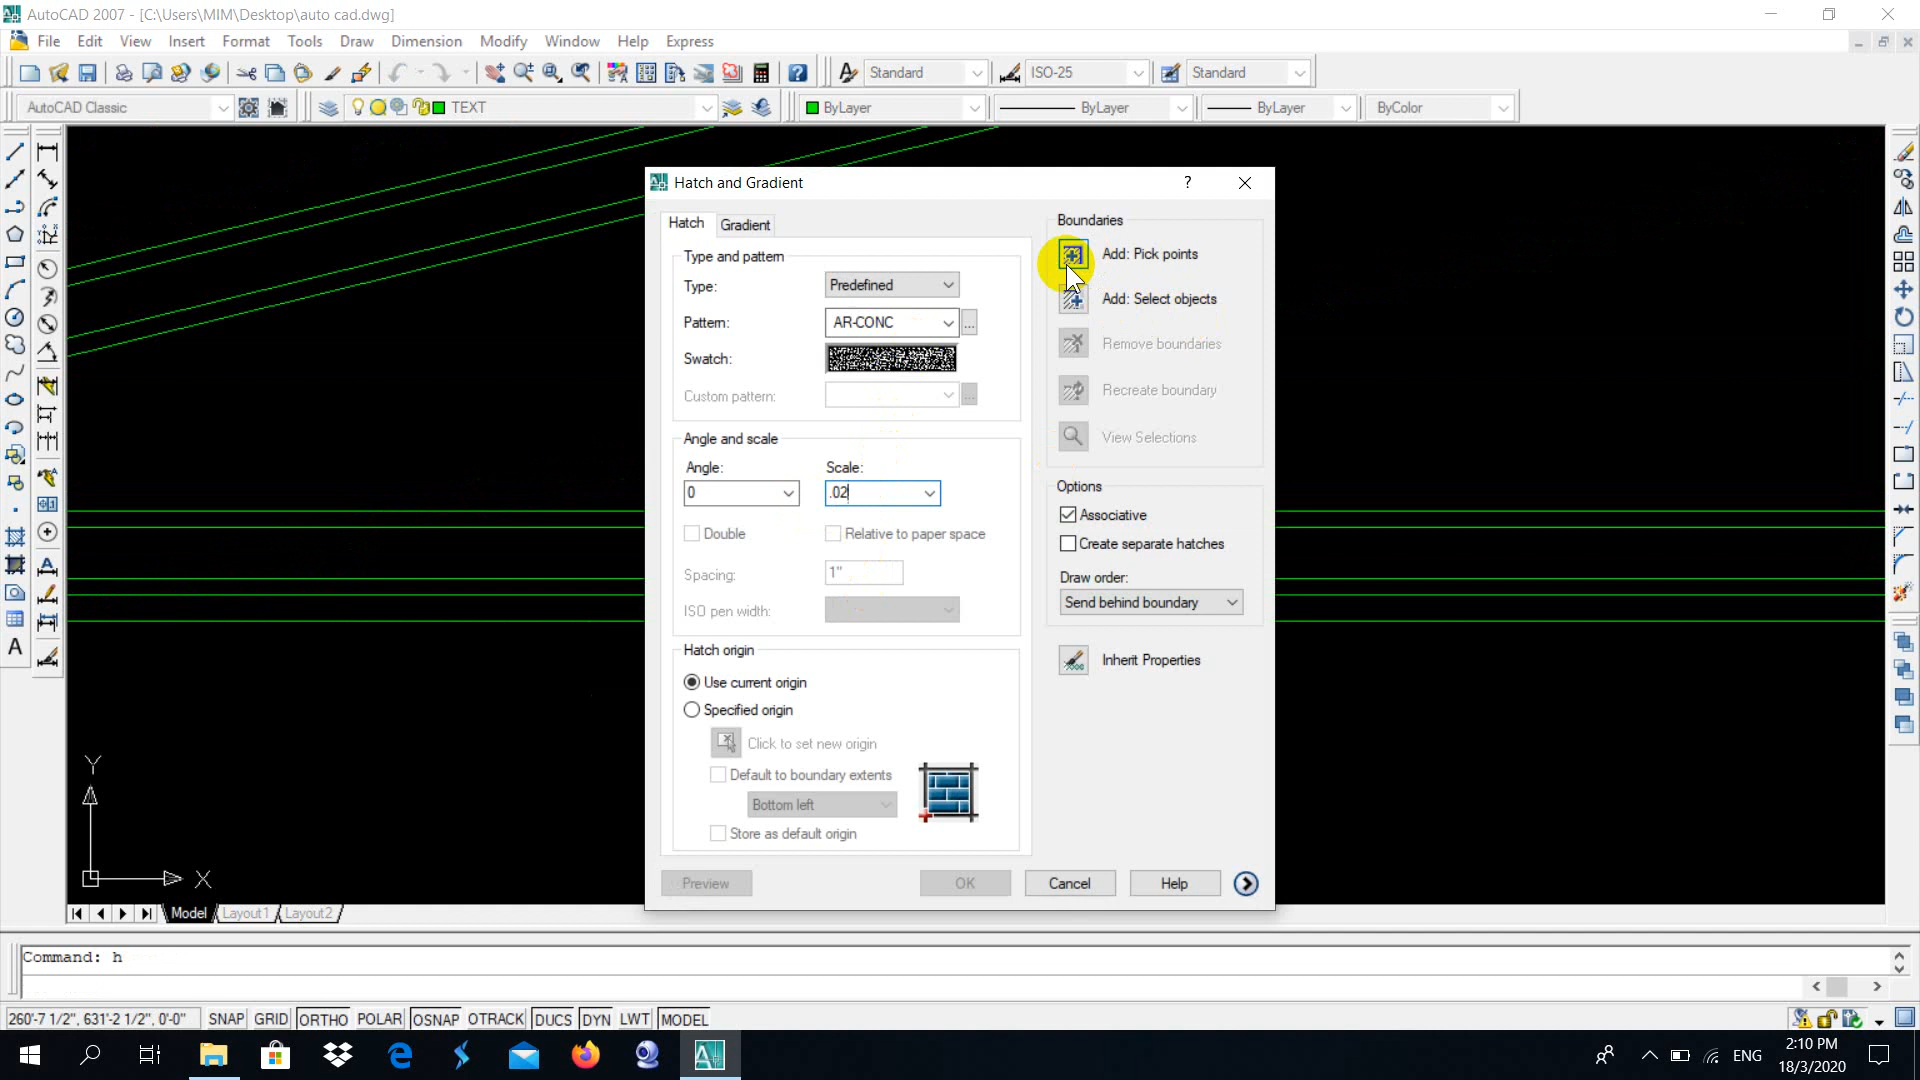 AutoCAD 2007 - [C:\Users\MIM\Desktop\auto cad.dwg]
File Edit View Insert Format Tools Draw Dimension Modify Window Help Express
Standard ISO-25 Standard
AutoCAD Classic TEXT ByLayer ByLayer ByLayer ByColor
Hatch and Gradient ?
Hatch Gradient
Type and pattern
Type: Predefined
Pattern: AR-CONC ...
Swatch:
Custom pattern: ...
Angle and scale
Angle: Scale:
0 .02
Double Relative to paper space
Spacing: 1"
ISO pen width:
Hatch origin
Use current origin
Specified origin
Click to set new origin
Default to boundary extents
Bottom left
Store as default origin
Boundaries
Add: Pick points
Add: Select objects
Remove boundaries
Recreate boundary
View Selections
Options
Associative
Create separate hatches
Draw order:
Send behind boundary
Inherit Properties
Preview OK Cancel Help
Y
X
A
Model Layout1 Layout2
Command: h
260'-7 1/2", 631'-2 1/2", 0'-0" SNAP GRID ORTHO POLAR OSNAP OTRACK DUCS DYN LWT MODEL
ENG
2:10 PM
18/3/2020